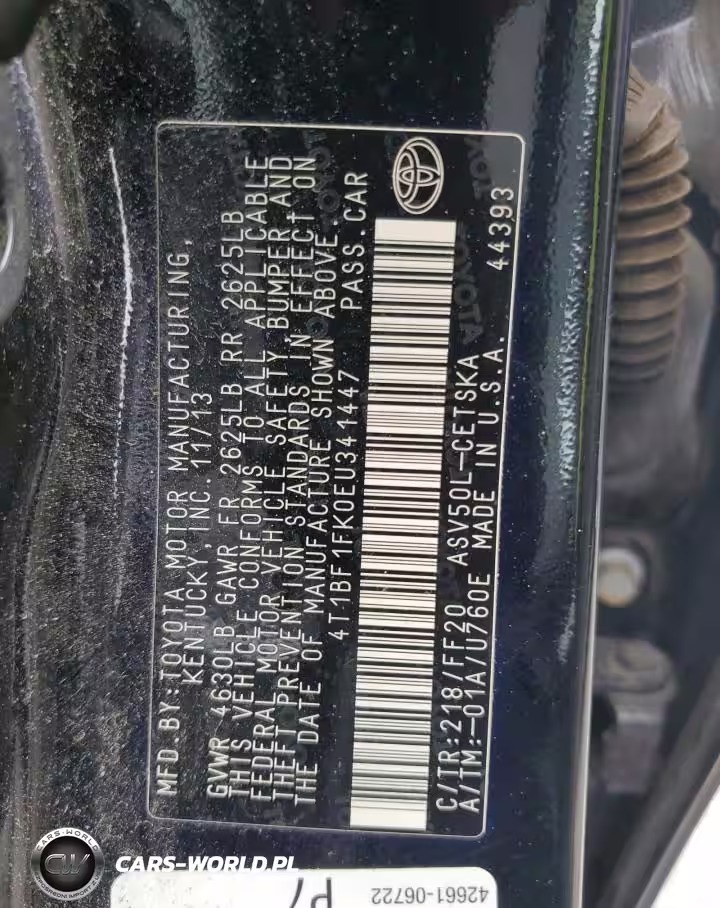 MFD.BY:TOYOTA MOTOR MANUFACTURING,
KENTUCKY, INC. 11/13
GVWR 4630LB GAWR FR 2625LB RR 2625LB
THIS VEHICLE CONFORMS TO ALL APPLICABLE
FEDERAL MOTOR VEHICLE SAFETY, BUMPER AND
THEFT PREVENTION STANDARDS IN EFFECT ON
THE DATE OF MANUFACTURE SHOWN ABOVE.
4T1BF1FK0EU341447 PASS.CAR
C/TR:218/FF20 ASV50L-CETSKA
A/TM:-01A/U760E MADE IN U.S.A. 44393
42661-06722
CARS-WORLD
CW
CARS-WORLD.PL